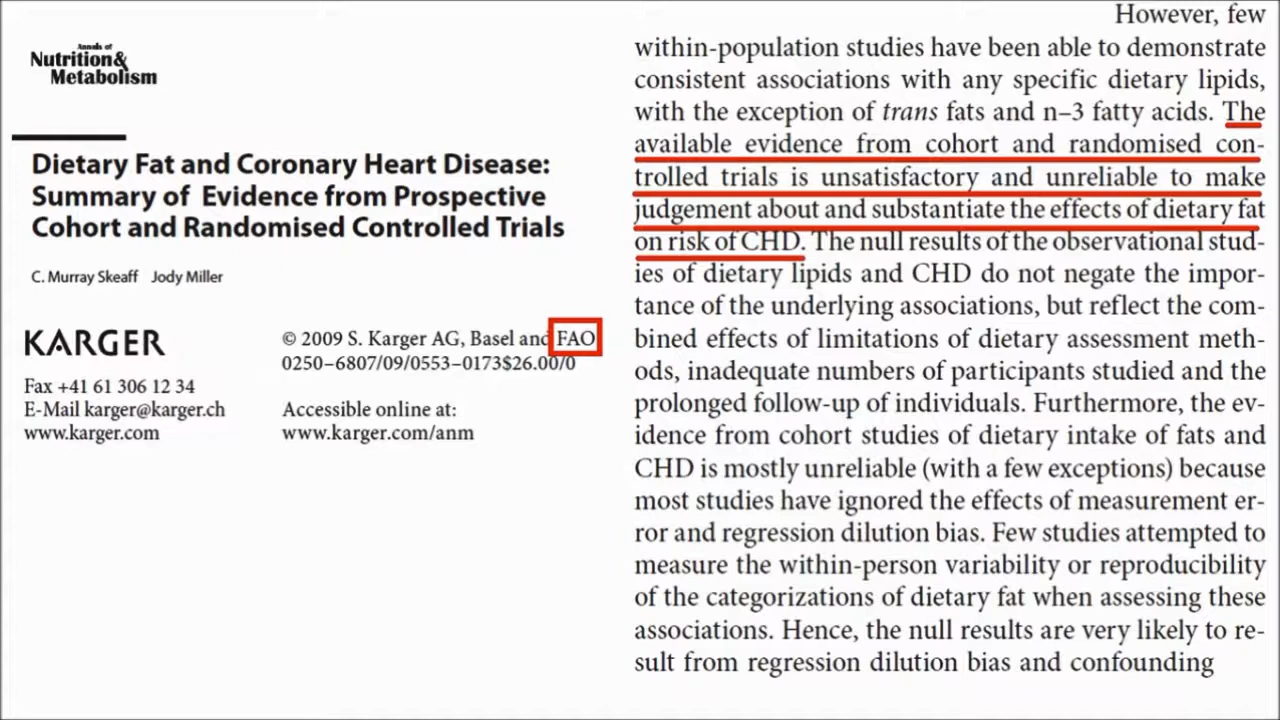 Annals of
Nutrition&
Metabolism
Dietary Fat and Coronary Heart Disease:
Summary of Evidence from Prospective
Cohort and Randomised Controlled Trials
C. Murray Skeaff Jody Miller
KARGER
Fax +41 61 306 12 34
E-Mail karger@karger.ch
www.karger.com
© 2009 S. Karger AG, Basel and FAO
0250–6807/09/0553–0173$26.00/0
Accessible online at:
www.karger.com/anm
However, few
within-population studies have been able to demonstrate
consistent associations with any specific dietary lipids,
with the exception of trans fats and n–3 fatty acids. The
available evidence from cohort and randomised con-
trolled trials is unsatisfactory and unreliable to make
judgement about and substantiate the effects of dietary fat
on risk of CHD. The null results of the observational stud-
ies of dietary lipids and CHD do not negate the impor-
tance of the underlying associations, but reflect the com-
bined effects of limitations of dietary assessment meth-
ods, inadequate numbers of participants studied and the
prolonged follow-up of individuals. Furthermore, the ev-
idence from cohort studies of dietary intake of fats and
CHD is mostly unreliable (with a few exceptions) because
most studies have ignored the effects of measurement er-
ror and regression dilution bias. Few studies attempted to
measure the within-person variability or reproducibility
of the categorizations of dietary fat when assessing these
associations. Hence, the null results are very likely to re-
sult from regression dilution bias and confounding